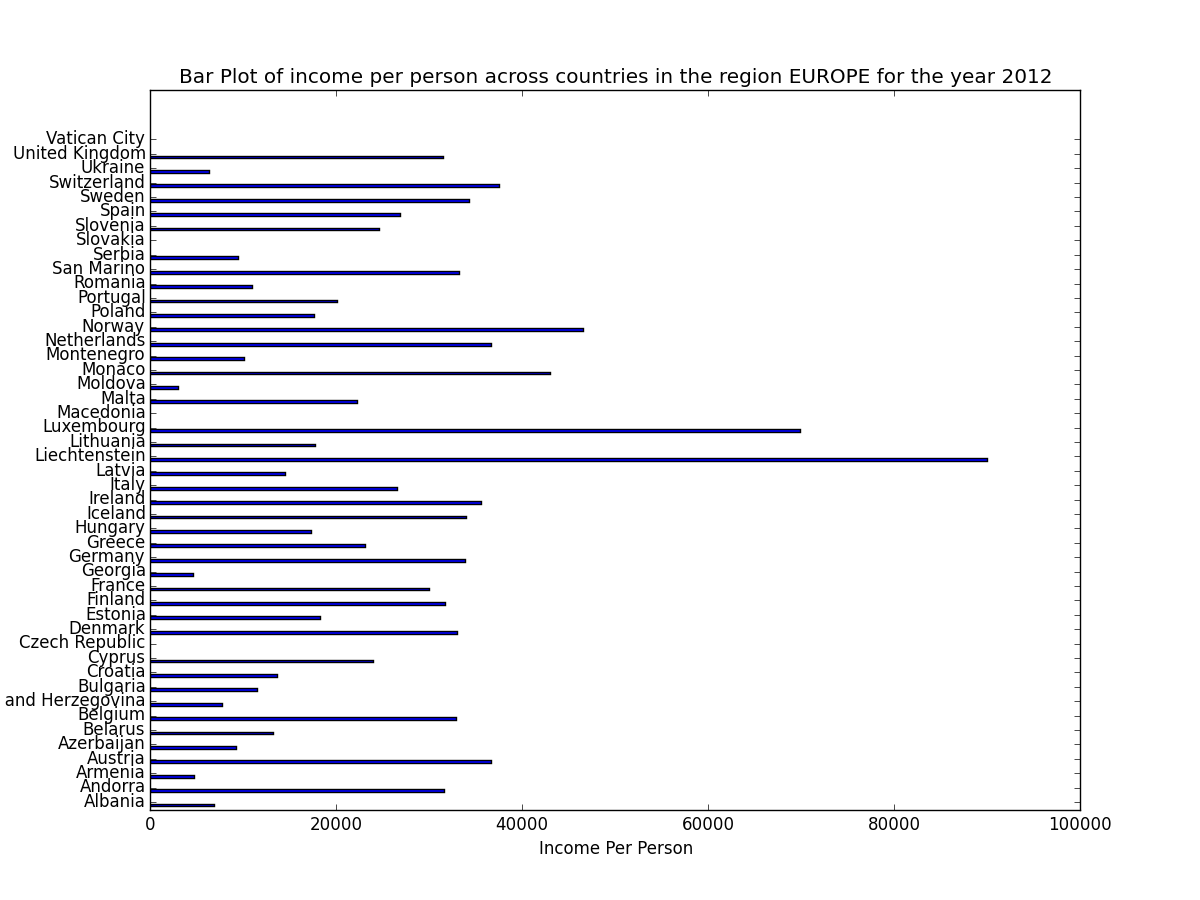 Bar Plot of income per person across countries in the region EUROPE for the year 2012
Vatican City
United Kingdom
Ukraine
Switzerland
Sweden
Spain
Slovenia
Slovakia
Serbia
San Marino
Romania
Portugal
Poland
Norway
Netherlands
Montenegro
Monaco
Moldova
Malta
Macedonia
Luxembourg
Lithuania
Liechtenstein
Latvia
Italy
Ireland
Iceland
Hungary
Greece
Germany
Georgia
France
Finland
Estonia
Denmark
Czech Republic
Cyprus
Croatia
Bulgaria
and Herzegovina
Belgium
Belarus
Azerbaijan
Austria
Armenia
Andorra
Albania
0 20000 40000 60000 80000 100000
Income Per Person